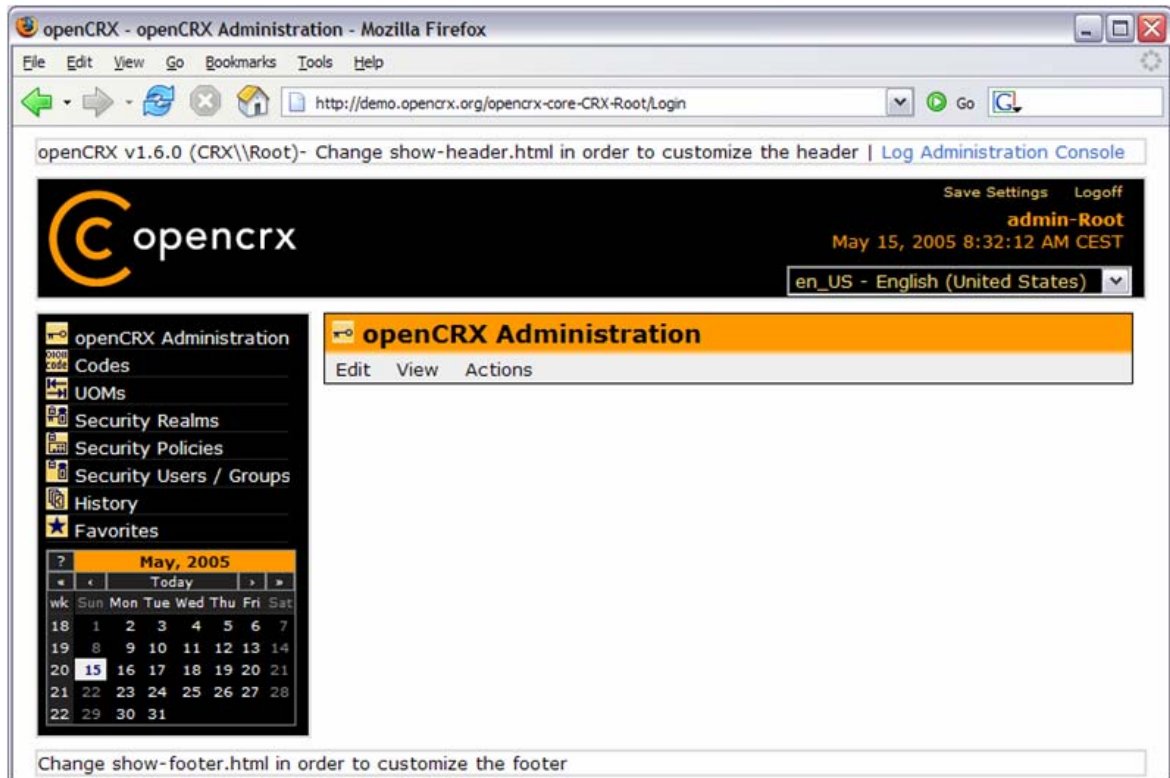 openCRX - openCRX Administration - Mozilla Firefox
File Edit View Go Bookmarks Tools Help
http://demo.opencrx.org/opencrx-core-CRX-Root/Login Go G
openCRX v1.6.0 (CRX\\Root)- Change show-header.html in order to customize the header | Log Administration Console
Save Settings Logoff
opencrx
admin-Root
May 15, 2005 8:32:12 AM CEST
en_US - English (United States)
openCRX Administration
Codes
UOMs
Security Realms
Security Policies
Security Users / Groups
History
Favorites
openCRX Administration
Edit View Actions
? May, 2005
« ‹ Today › »
wk Sun Mon Tue Wed Thu Fri Sat
18 1 2 3 4 5 6 7
19 8 9 10 11 12 13 14
20 15 16 17 18 19 20 21
21 22 23 24 25 26 27 28
22 29 30 31
Change show-footer.html in order to customize the footer